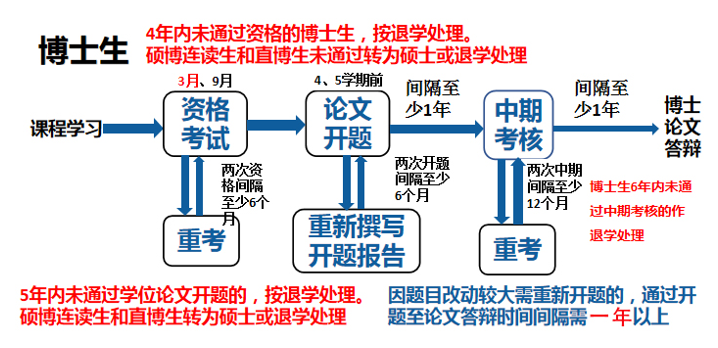 博士生
4年内未通过资格的博士生，按退学处理。
硕博连读生和直博生未通过转为硕士或退学处理
3月、9月
4、5学期前
课程学习
资格
考试
论文
开题
间隔至
少1年
中期
考核
间隔至
少1年
博士
论文
答辩
两次资
格间隔
至少6个
月
两次开题
间隔至少
6个月
两次中期
间隔至少
12个月
博士生6年内未通
过中期考核的作
退学处理
重考
重新撰写
开题报告
重考
5年内未通过学位论文开题的，按退学处理。
硕博连读生和直博生转为硕士或退学处理
因题目改动较大需重新开题的，通过开
题至论文答辩时间间隔需一年以上